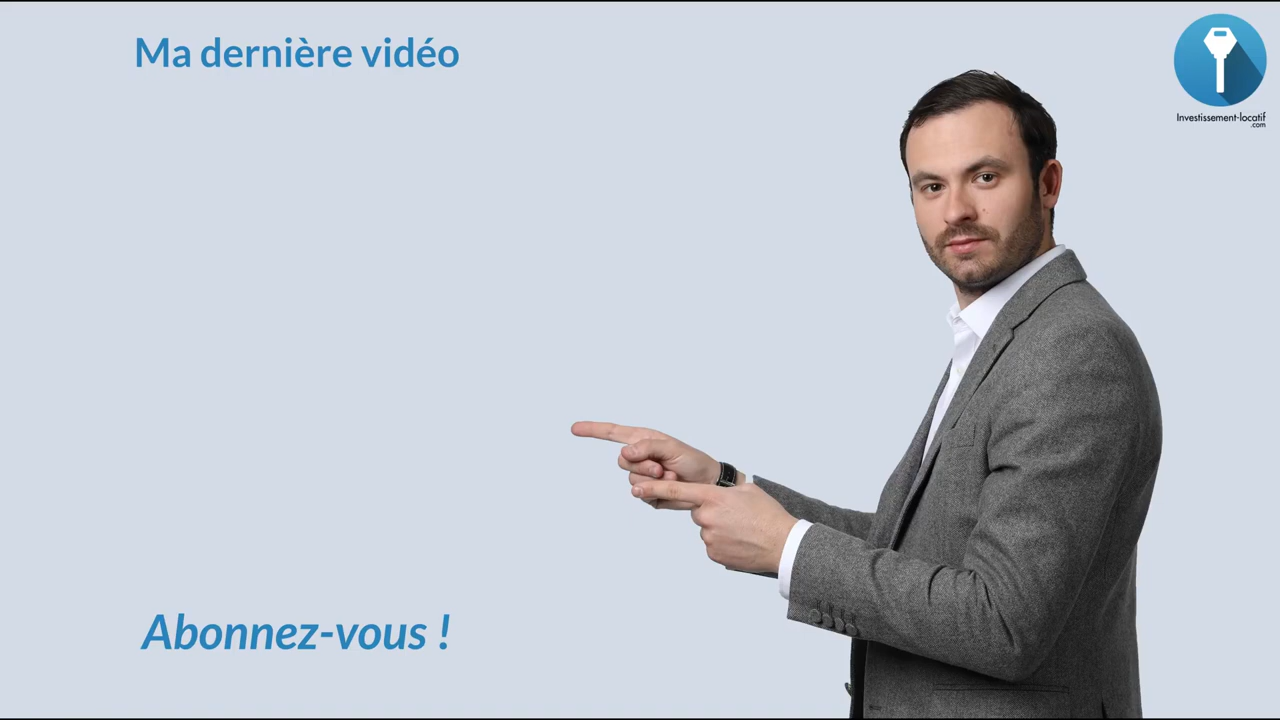 Ma dernière vidéo
Investissement-locatif
.com
Abonnez-vous !